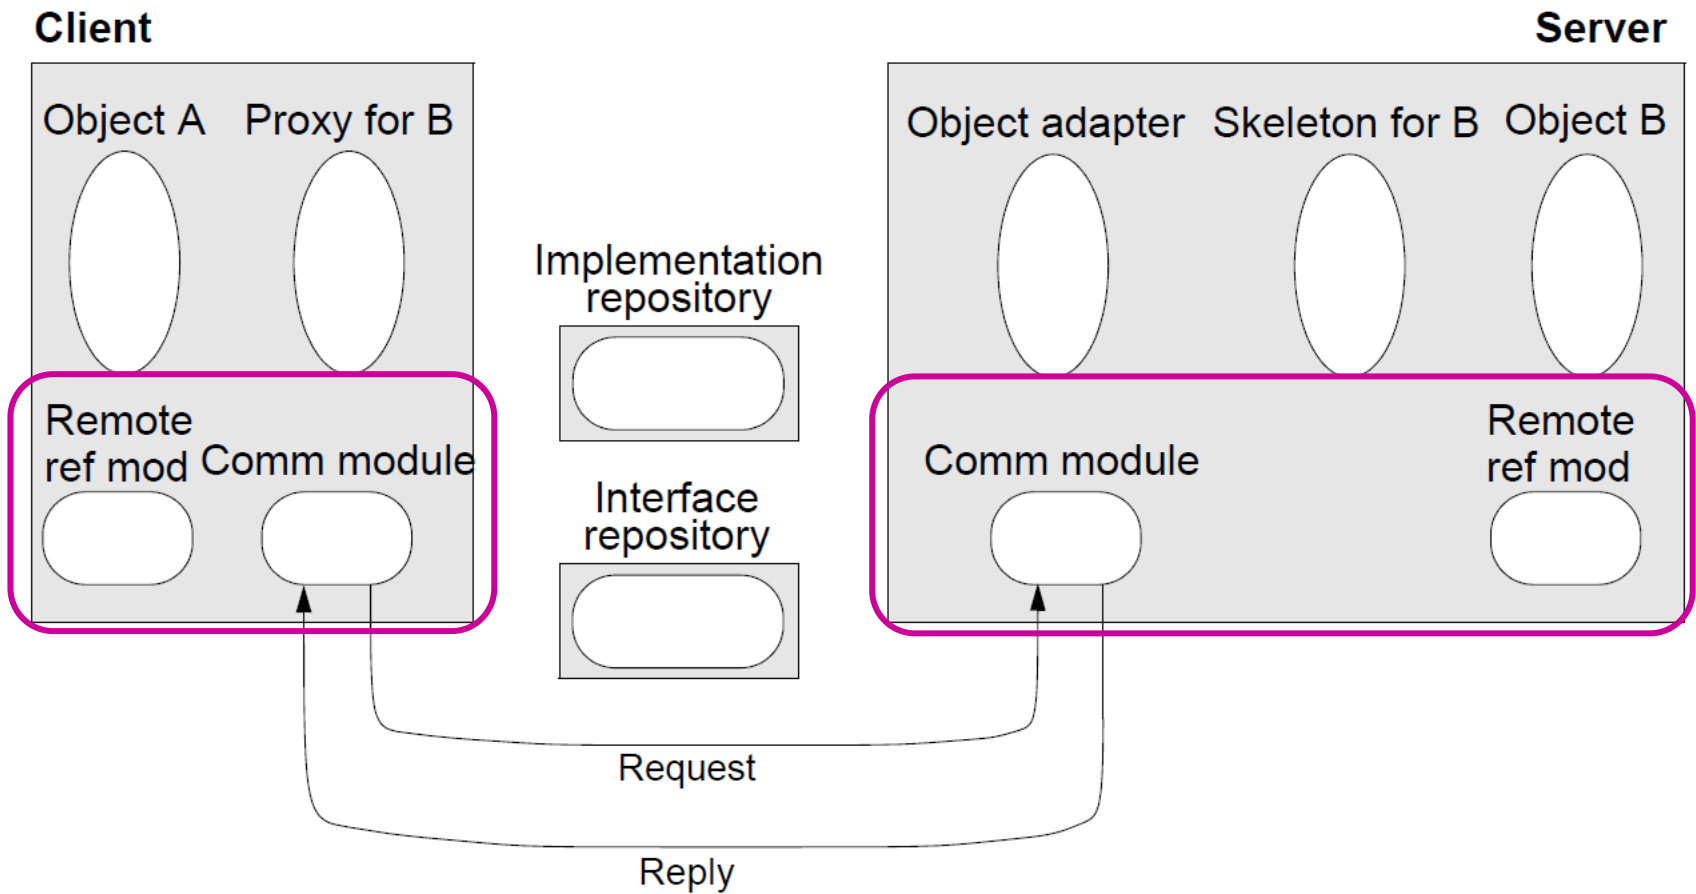 Client
Server
Object A
Proxy for B
Object adapter
Skeleton for B
Object B
Implementation
repository
Remote
ref mod
Comm module
Interface
repository
Comm module
Remote
ref mod
Request
Reply